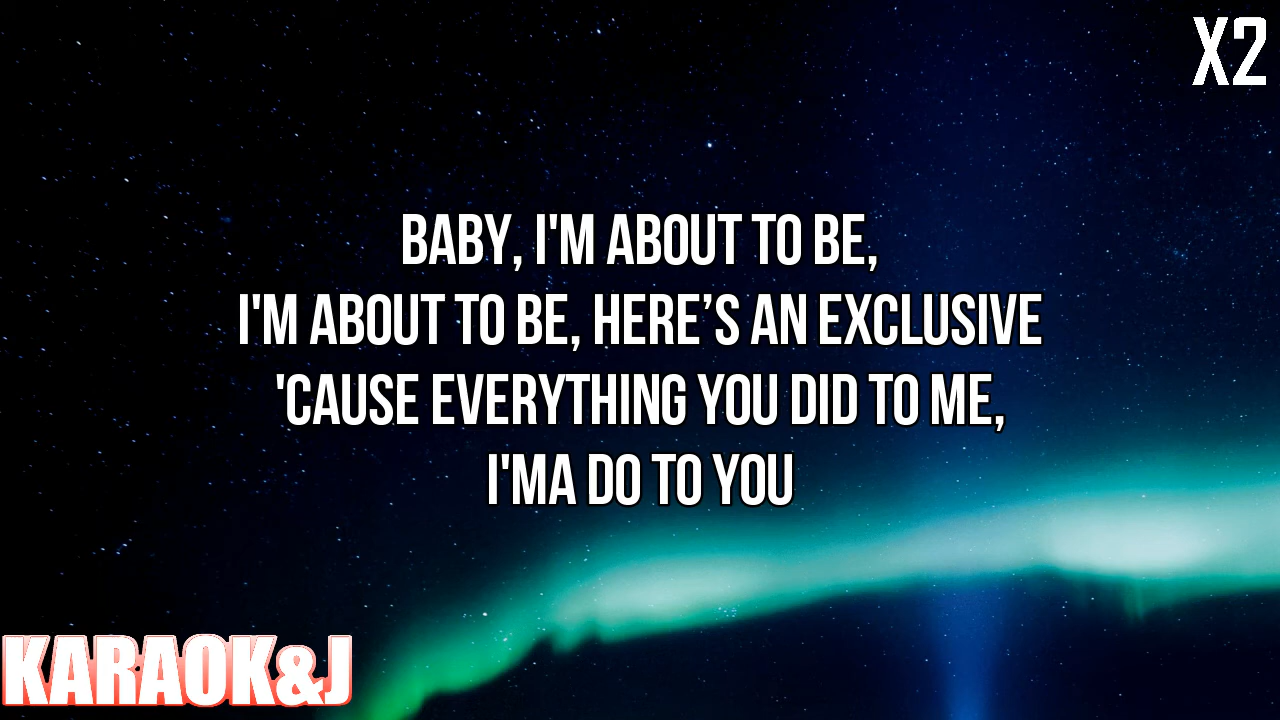 X2
BABY, I'M ABOUT TO BE,
I'M ABOUT TO BE, HERE’S AN EXCLUSIVE
'CAUSE EVERYTHING YOU DID TO ME,
I'MA DO TO YOU
KARAOK&J